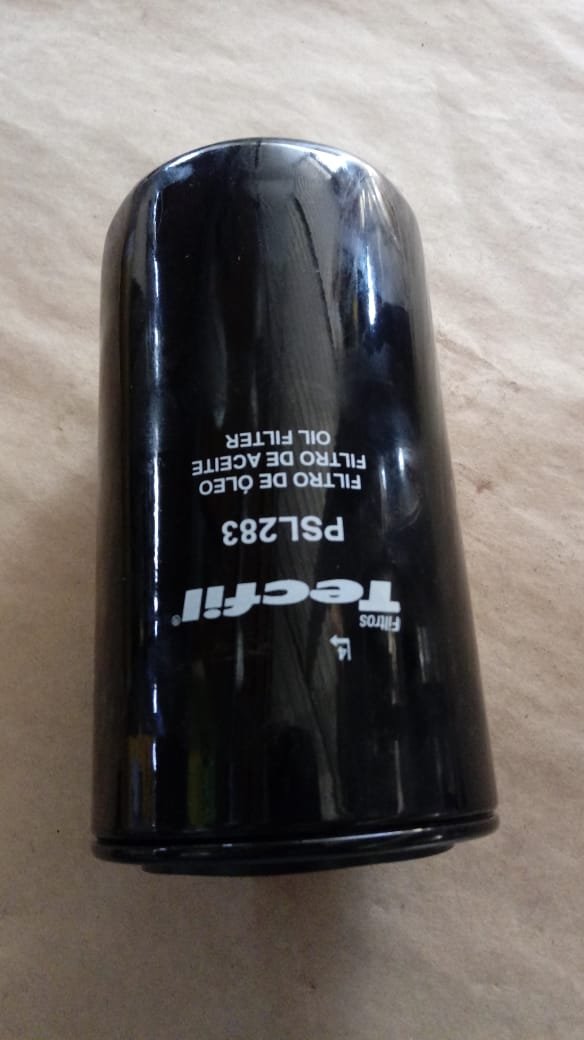 Filtros
Tecfil®
PSL283
FILTRO DE ÓLEO
FILTRO DE ACEITE
OIL FILTER